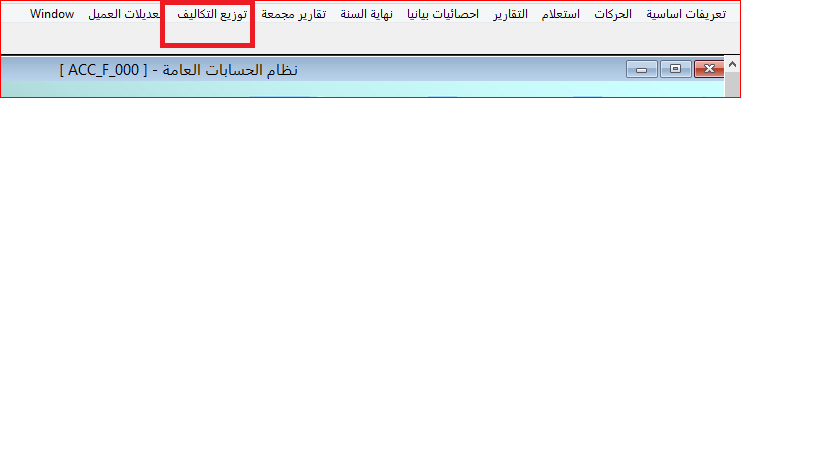 تعريفات اساسية الحركات استعلام التقارير احصائيات بيانيا نهاية السنة تقارير مجمعة توزيع التكاليف تعديلات العميل Window
نظام الحسابات العامة - [ ACC_F_000 ]